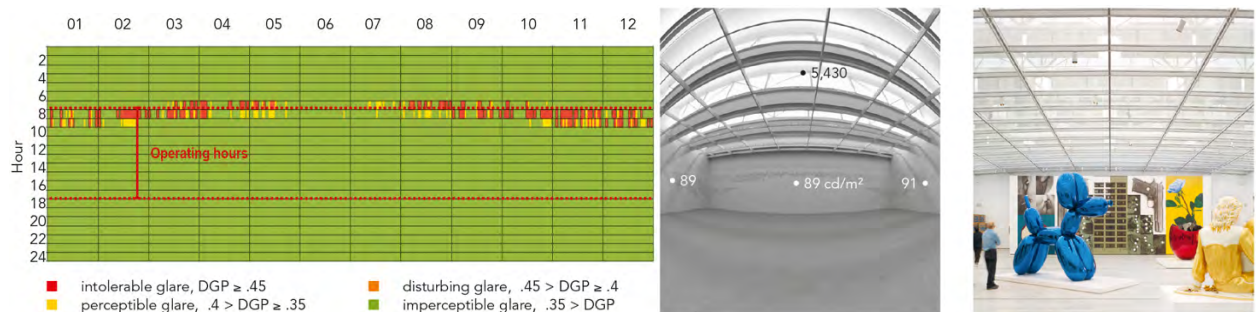 01 02 03 04 05 06 07 08 09 10 11 12
Hour
2
4
6
8
10
12
14
16
18
20
22
24
Operating hours
intolerable glare, DGP ≥ .45
disturbing glare, .45 > DGP ≥ .4
perceptible glare, .4 > DGP ≥ .35
imperceptible glare, .35 > DGP
5,430
89
89 cd/m²
91